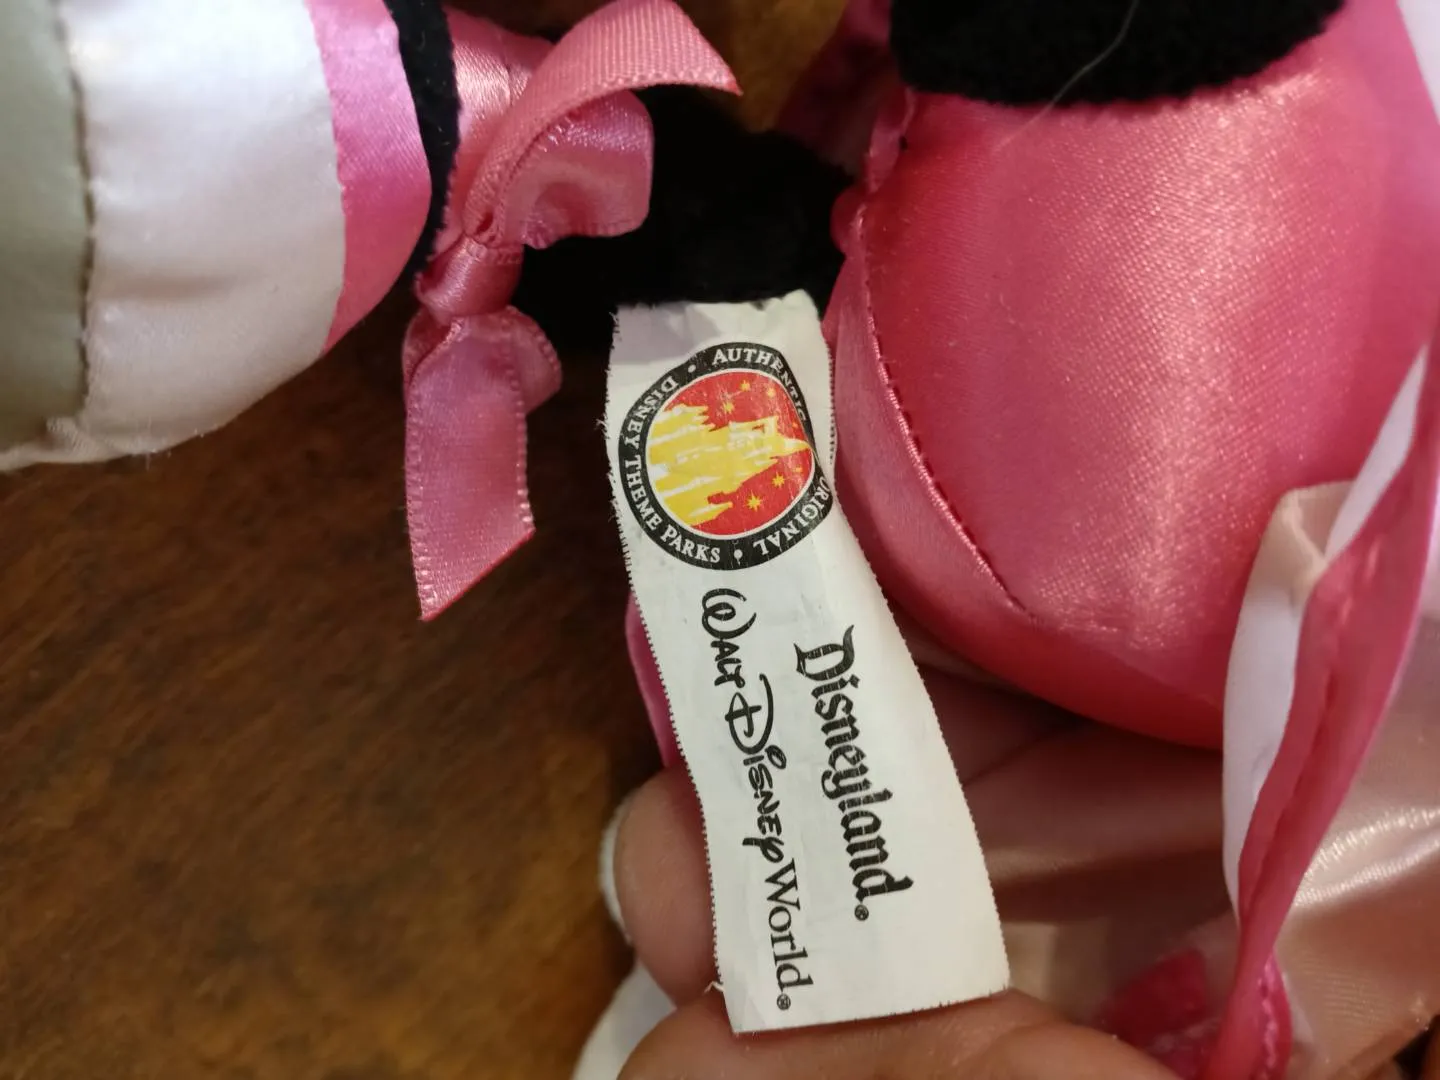 AUTHENTIC ORIGINAL
• DISNEY THEME PARKS •
Disneyland®
WALT DISNEY World®